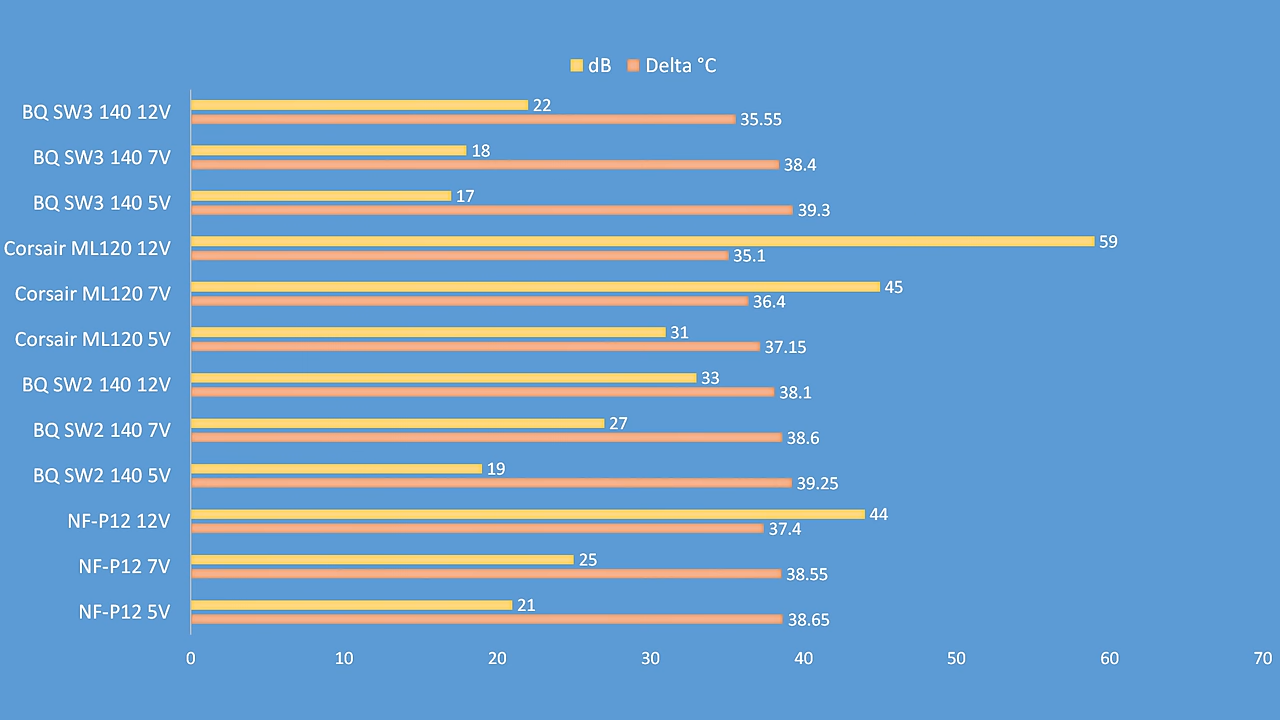 dB Delta °C
BQ SW3 140 12V 22
35.55
BQ SW3 140 7V 18
38.4
BQ SW3 140 5V 17
39.3
Corsair ML120 12V 59
35.1
Corsair ML120 7V 45
36.4
Corsair ML120 5V 31
37.15
BQ SW2 140 12V 33
38.1
BQ SW2 140 7V 27
38.6
BQ SW2 140 5V 19
39.25
NF-P12 12V 44
37.4
NF-P12 7V 25
38.55
NF-P12 5V 21
38.65
0 10 20 30 40 50 60 70